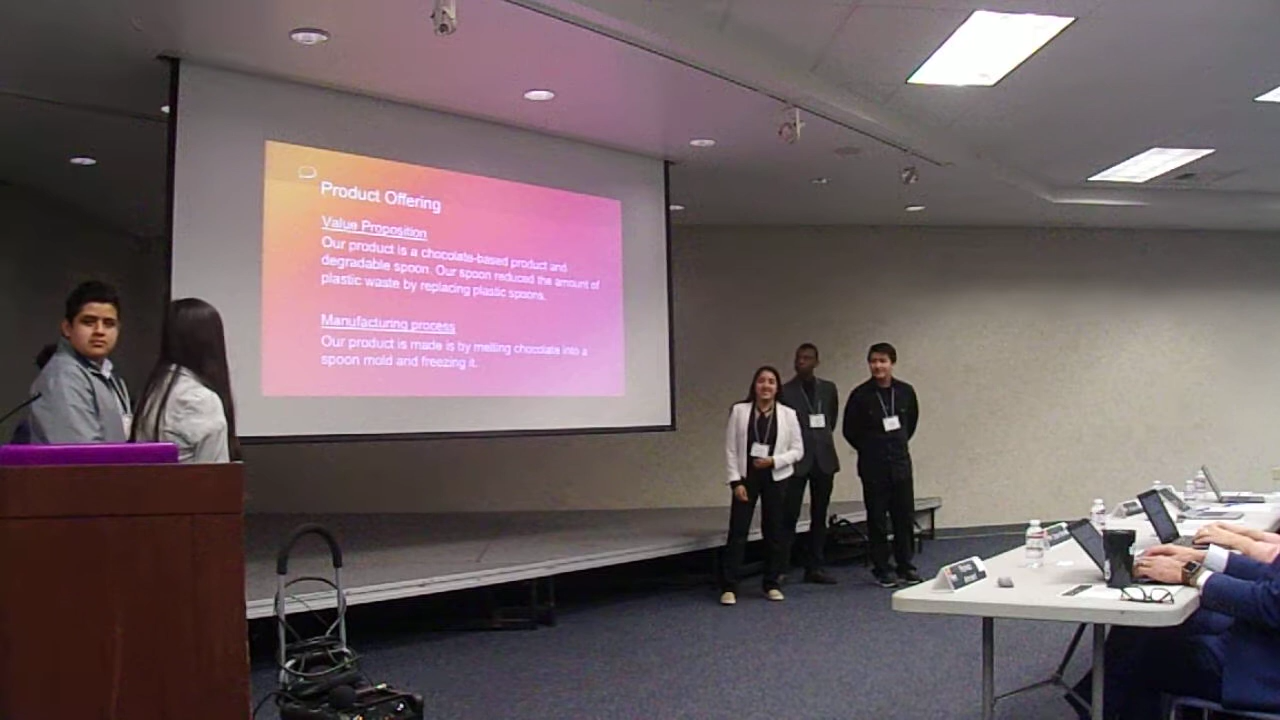 Product Offering
Value Proposition
Our product is a chocolate-based product and
degradable spoon. Our spoon reduced the amount of
plastic waste by replacing plastic spoons.
Manufacturing process
Our product is made is by melting chocolate into a
spoon mold and freezing it.